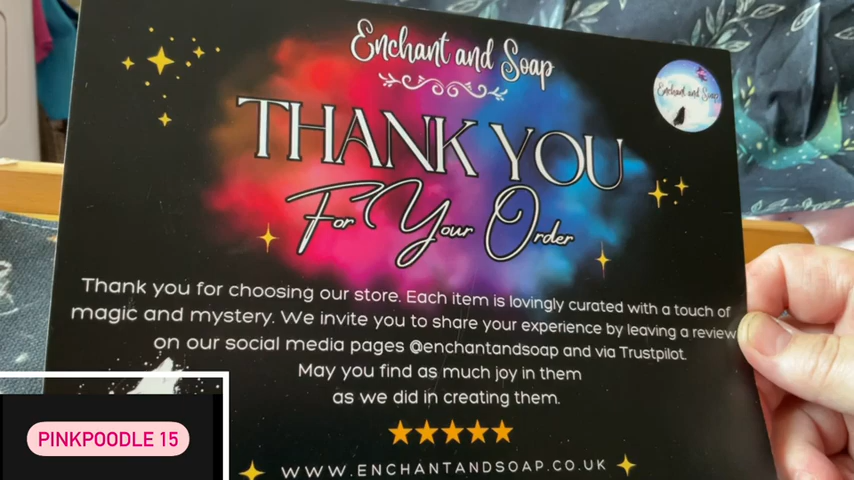 Enchant and Soap
Enchant and Soap
THANK YOU
For Your Order
Thank you for choosing our store. Each item is lovingly curated with a touch of
magic and mystery. We invite you to share your experience by leaving a review
on our social media pages @enchantandsoap and via Trustpilot.
May you find as much joy in them
as we did in creating them.
WWW.ENCHANTANDSOAP.CO.UK
PINKPOODLE 15